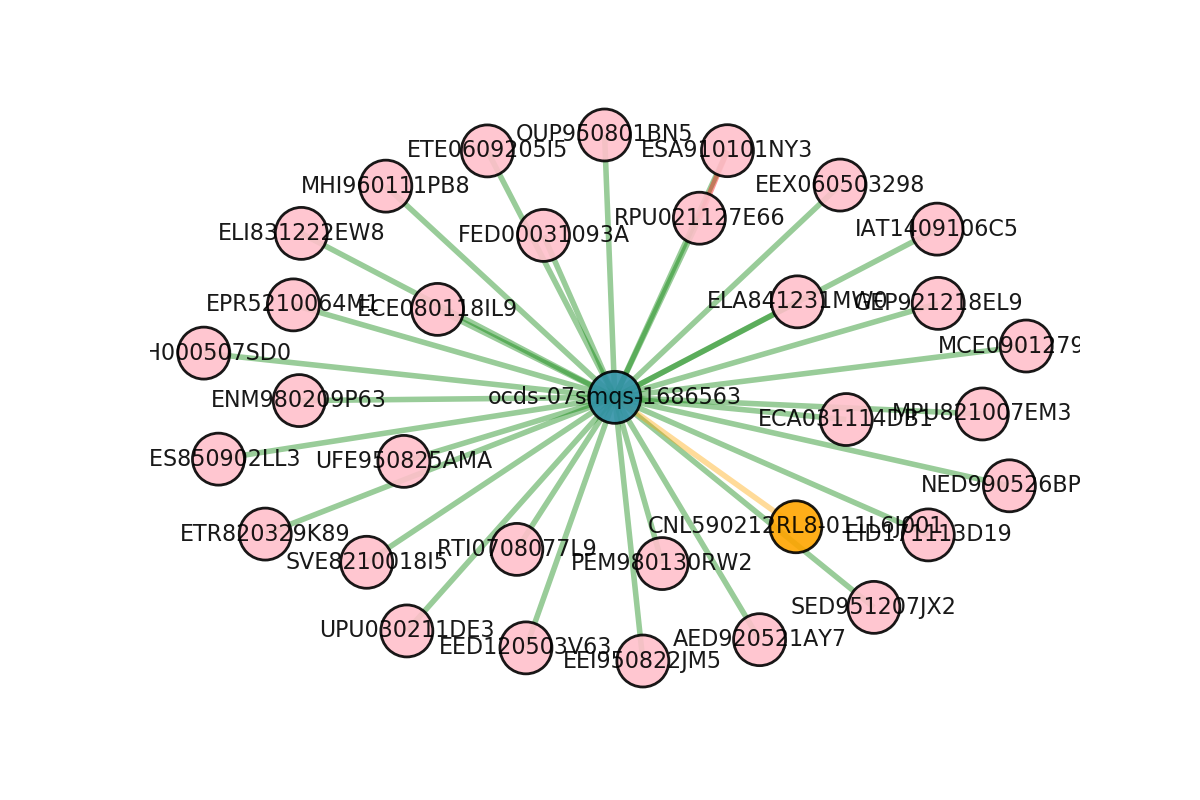 OUP950801BN5
ETE0609205I5
ESA910101NY3
MHI960111PB8
EEX060503298
RPU021127E66
IAT1409106C5
ELI831222EW8
FED00031093A
ELA841231MW0
GEP921218EL9
EPR5210064M1
ECE080118IL9
MCE0901279
H000507SD0
ocds-07smqs-1686563
ENM980209P63
MPU821007EM3
ECA031114DB1
ES850902LL3
UFE950825AMA
NED990526BP
CNL590212RL8-011L6J001
ETR820329K89
EID171113D19
RTI0708077L9
SVE8210018I5
PEM980130RW2
SED951207JX2
UPU030211DE3
AED920521AY7
EED120503V63
EEI950822JM5